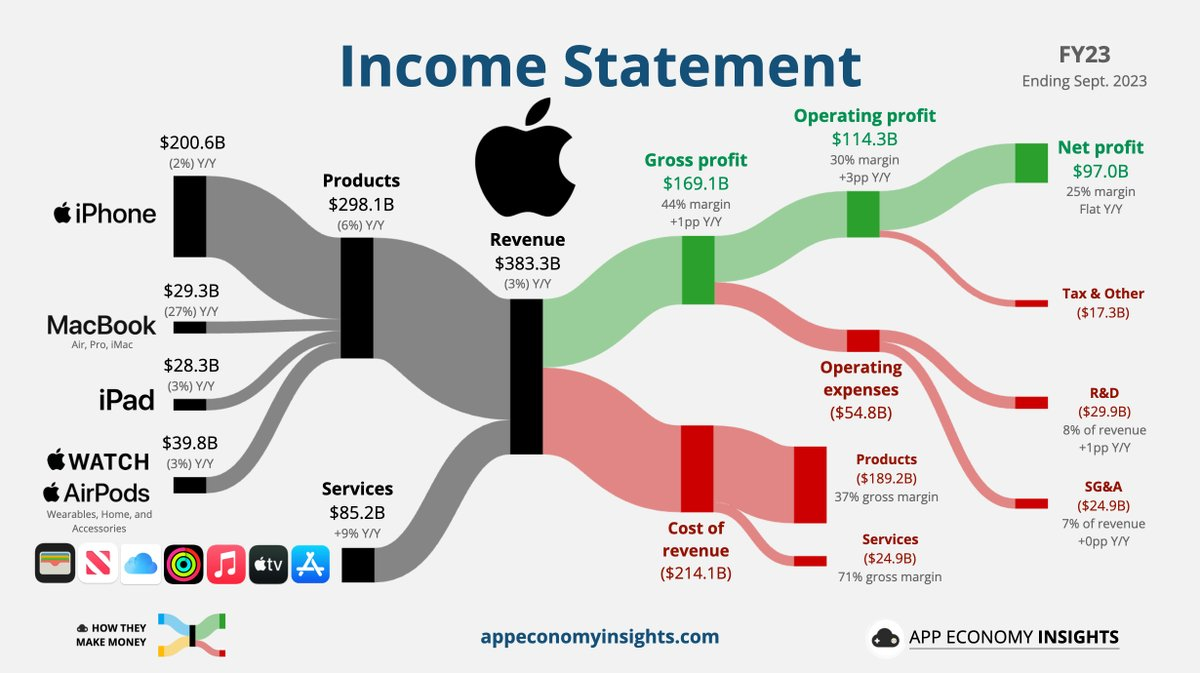 Income Statement
FY23
Ending Sept. 2023
$200.6B
(2%) Y/Y
iPhone
$29.3B
(27%) Y/Y
MacBook
Air, Pro, iMac
$28.3B
(3%) Y/Y
iPad
$39.8B
(3%) Y/Y
WATCH
AirPods
Wearables, Home, and
Accessories
tv
Products
$298.1B
(6%) Y/Y
Services
$85.2B
+9% Y/Y
Revenue
$383.3B
(3%) Y/Y
Gross profit
$169.1B
44% margin
+1pp Y/Y
Operating profit
$114.3B
30% margin
+3pp Y/Y
Net profit
$97.0B
25% margin
Flat Y/Y
Tax & Other
($17.3B)
Operating
expenses
($54.8B)
R&D
($29.9B)
8% of revenue
+1pp Y/Y
SG&A
($24.9B)
7% of revenue
+0pp Y/Y
Cost of
revenue
($214.1B)
Products
($189.2B)
37% gross margin
Services
($24.9B)
71% gross margin
HOW THEY
MAKE MONEY
appeconomyinsights.com
APP ECONOMY INSIGHTS